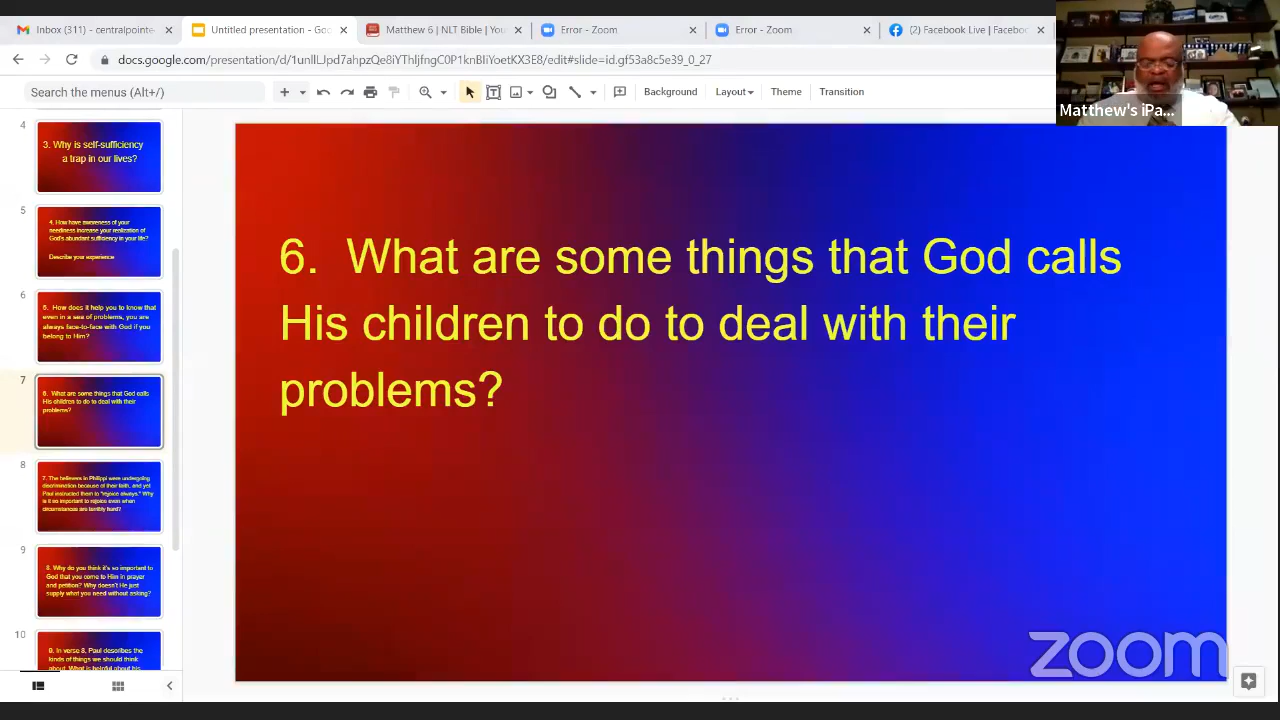 Inbox (311) - centralpointe-
Untitled presentation - Goo
Matthew 6 | NLT Bible | You
Error - Zoom
Error - Zoom
(2) Facebook Live | Faceboo
docs.google.com/presentation/d/
/edit#slide=id.gf53a8c5e39_0_27
Search the menus (Alt+/)
Background
Layout
Theme
Transition
Matthew's iPa...
4
3. Why is self-sufficiency
a trap in our lives?
5
4. How have awareness of your
neediness increase your realization of
God's abundant sufficiency in your life?
Describe your experience
6
5. How does it help you to know that
even in a sea of problems, you are
always face-to-face with God if you
belong to Him?
7
6. What are some things that God calls
His children to do to deal with their
problems?
8
7. The believers in Philippi were undergoing
discrimination because of their faith, and yet
Paul instructed them to "rejoice always." Why
is it so important to rejoice even when
circumstances are terribly hard?
9
8. Why do you think it's so important to
God that you come to Him in prayer
and petition? Why doesn't He just
supply what you need without asking?
10
9. In verse 8, Paul describes the
kinds of things we should think
about. What is helpful about his
6. What are some things that God calls
His children to do to deal with their
problems?
zoom